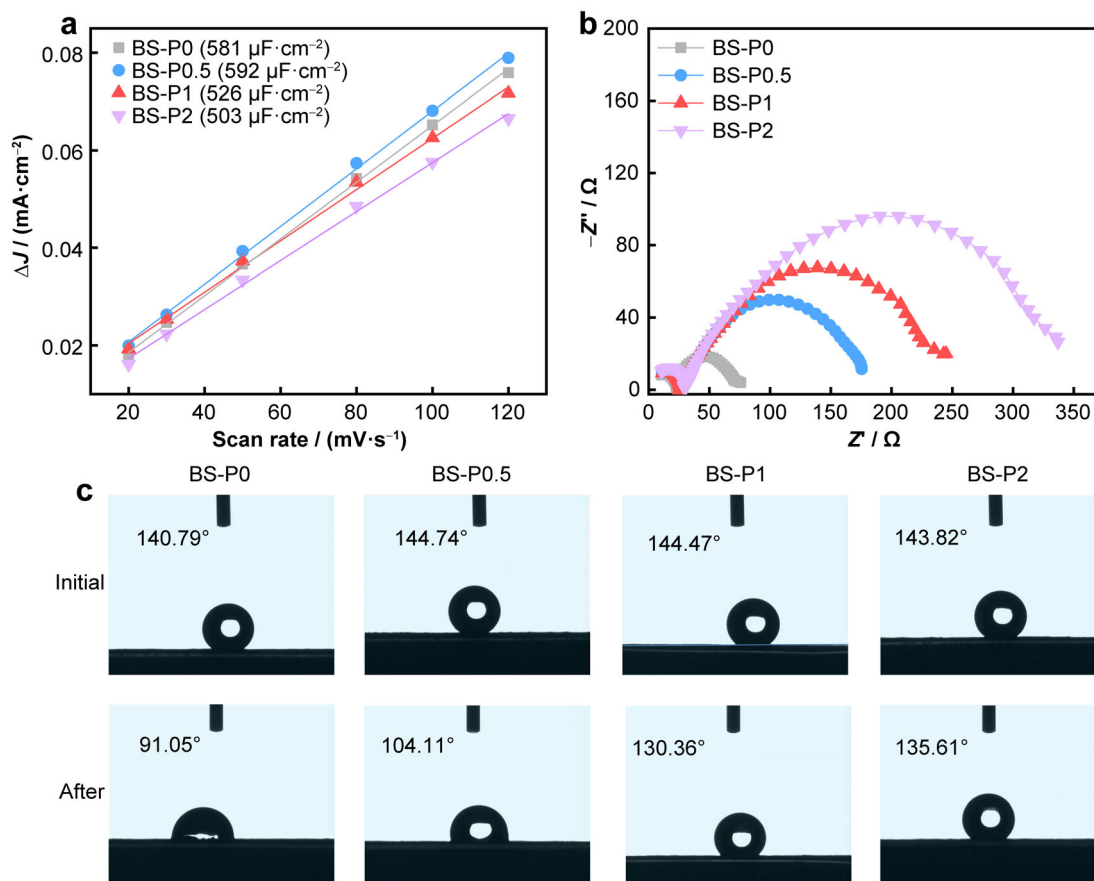 a
BS-P0 (581 μF·cm⁻²)
BS-P0.5 (592 μF·cm⁻²)
BS-P1 (526 μF·cm⁻²)
BS-P2 (503 μF·cm⁻²)
0.08
0.06
0.04
0.02
ΔJ / (mA·cm⁻²)
20 40 60 80 100 120
Scan rate / (mV·s⁻¹)
b
BS-P0
BS-P0.5
BS-P1
BS-P2
−200
160
120
80
40
0
−Z'' / Ω
0 50 100 150 200 250 300 350
Z' / Ω
c
BS-P0 BS-P0.5 BS-P1 BS-P2
Initial
140.79° 144.74° 144.47° 143.82°
After
91.05° 104.11° 130.36° 135.61°